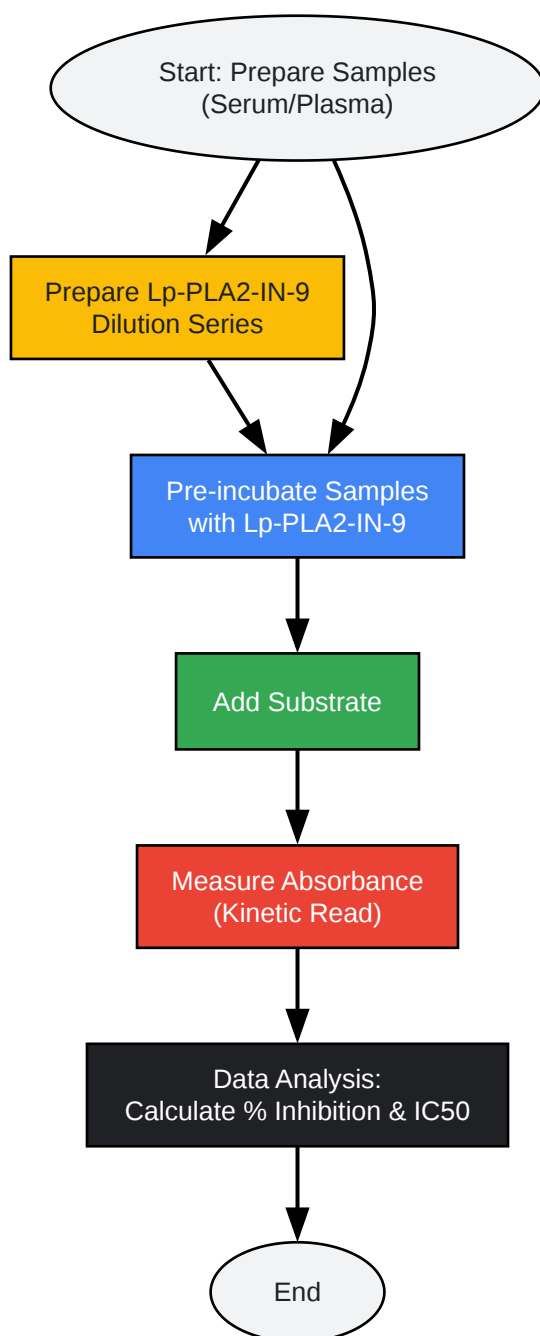 Start: Prepare Samples
(Serum/Plasma)
Prepare Lp-PLA2-IN-9
Dilution Series
Pre-incubate Samples
with Lp-PLA2-IN-9
Add Substrate
Measure Absorbance
(Kinetic Read)
Data Analysis:
Calculate % Inhibition & IC50
End